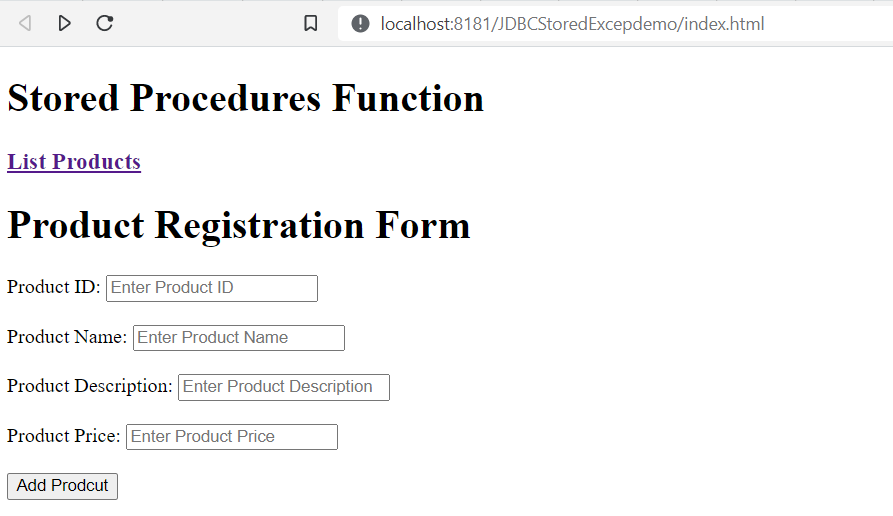 localhost:8181/JDBCStoredExcepdemo/index.html
Stored Procedures Function
List Products
Product Registration Form
Product ID: Enter Product ID
Product Name: Enter Product Name
Product Description: Enter Product Description
Product Price: Enter Product Price
Add Prodcut